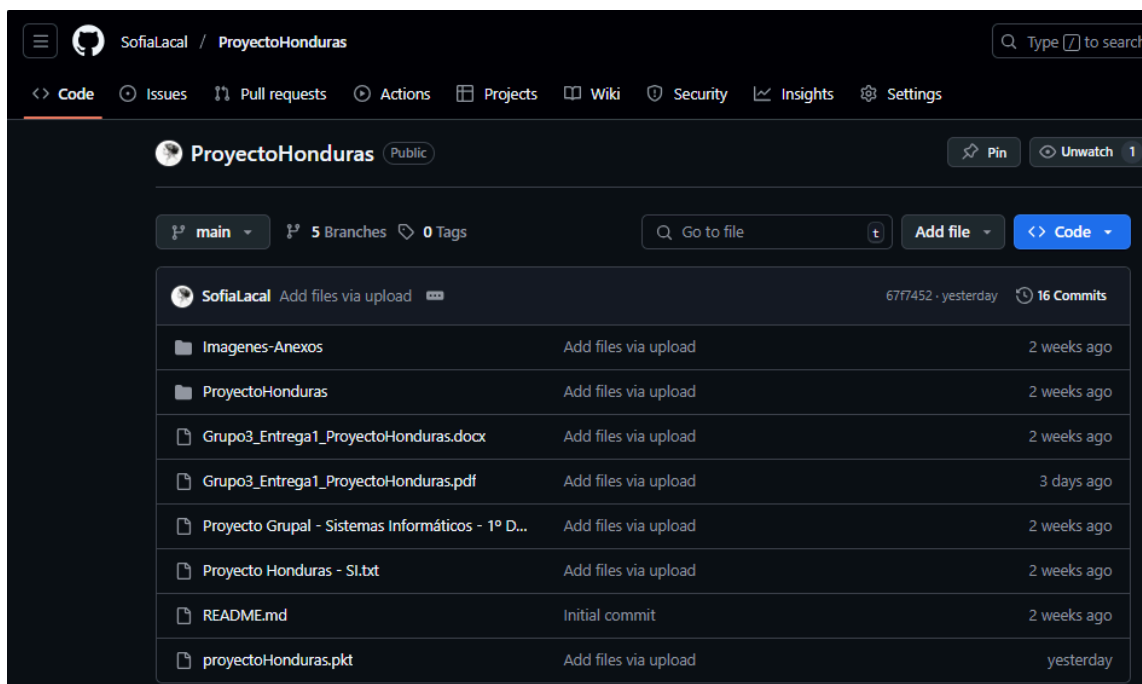 SofiaLacal / ProyectoHonduras Type / to search
Code Issues Pull requests Actions Projects Wiki Security Insights Settings
ProyectoHonduras Public Pin Unwatch 1
main 5 Branches 0 Tags Go to file t Add file Code
SofiaLacal Add files via upload 67f7452 · yesterday 16 Commits
Imagenes-Anexos Add files via upload 2 weeks ago
ProyectoHonduras Add files via upload 2 weeks ago
Grupo3_Entrega1_ProyectoHonduras.docx Add files via upload 2 weeks ago
Grupo3_Entrega1_ProyectoHonduras.pdf Add files via upload 3 days ago
Proyecto Grupal - Sistemas Informáticos - 1º D... Add files via upload 2 weeks ago
Proyecto Honduras - SI.txt Add files via upload 2 weeks ago
README.md Initial commit 2 weeks ago
proyectoHonduras.pkt Add files via upload yesterday